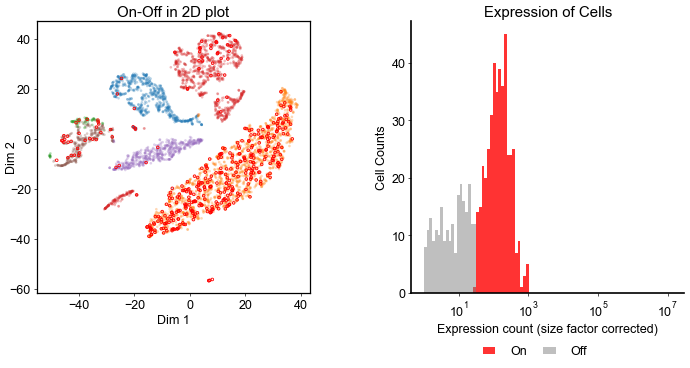 On-Off in 2D plot
Dim 2
40
20
0
−20
−40
−60
−40 −20 0 20 40
Dim 1
Expression of Cells
Cell Counts
40
30
20
10
0
10^1 10^3 10^5 10^7
Expression count (size factor corrected)
On Off